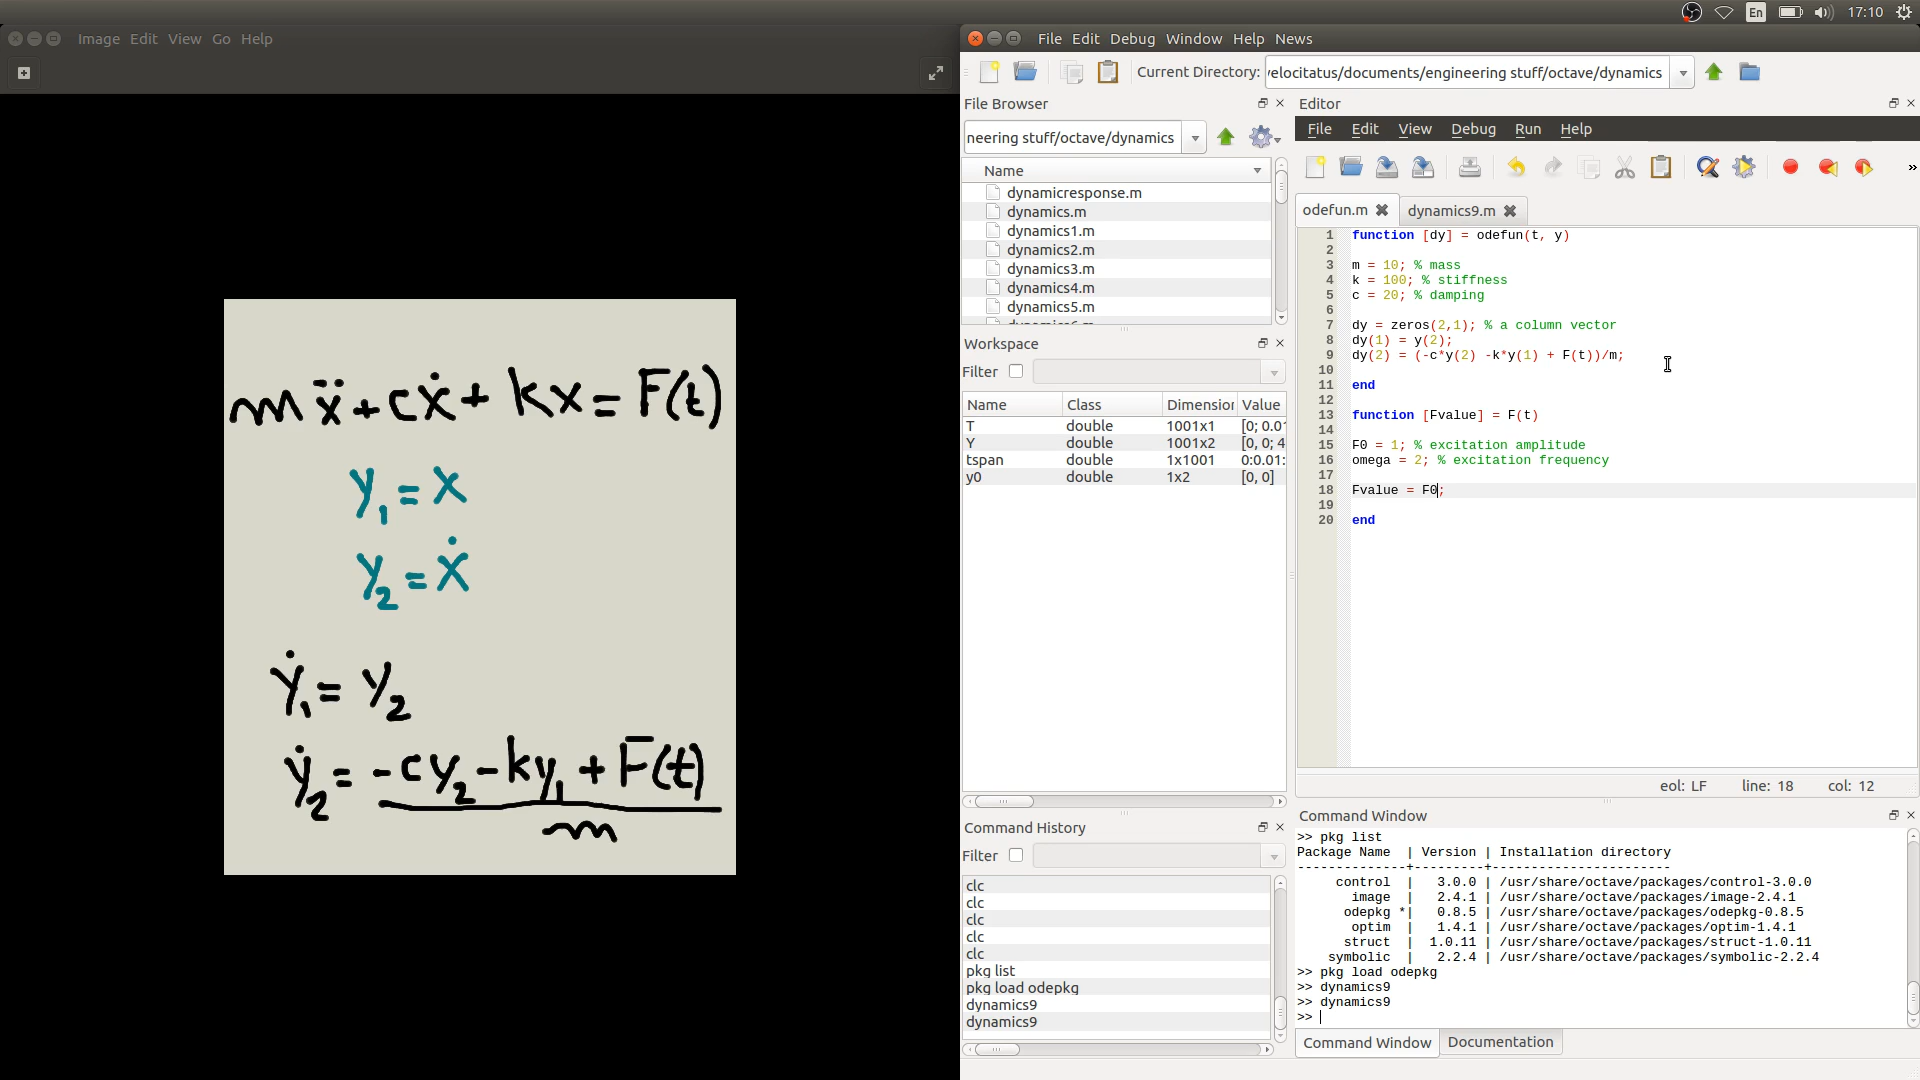 En 17:10
Image Edit View Go Help
File Edit Debug Window Help News
Current Directory: /elocitatus/documents/engineering stuff/octave/dynamics
File Browser
neering stuff/octave/dynamics
Name
dynamicresponse.m
dynamics.m
dynamics1.m
dynamics2.m
dynamics3.m
dynamics4.m
dynamics5.m
Workspace
Filter
Name Class Dimension Value
T double 1001x1 [0; 0.01
Y double 1001x2 [0, 0; 4
tspan double 1x1001 0:0.01:
y0 double 1x2 [0, 0]
Command History
Filter
clc
clc
clc
clc
clc
pkg list
pkg load odepkg
dynamics9
dynamics9
Editor
File Edit View Debug Run Help
odefun.m dynamics9.m
1 function [dy] = odefun(t, y)
2
3 m = 10; % mass
4 k = 100; % stiffness
5 c = 20; % damping
6
7 dy = zeros(2,1); % a column vector
8 dy(1) = y(2);
9 dy(2) = (-c*y(2) -k*y(1) + F(t))/m;
10
11 end
12
13 function [Fvalue] = F(t)
14
15 F0 = 1; % excitation amplitude
16 omega = 2; % excitation frequency
17
18 Fvalue = F0;
19
20 end
eol: LF line: 18 col: 12
Command Window
>> pkg list
Package Name | Version | Installation directory
--------------+---------+-----------------------
control | 3.0.0 | /usr/share/octave/packages/control-3.0.0
image | 2.4.1 | /usr/share/octave/packages/image-2.4.1
odepkg *| 0.8.5 | /usr/share/octave/packages/odepkg-0.8.5
optim | 1.4.1 | /usr/share/octave/packages/optim-1.4.1
struct | 1.0.11 | /usr/share/octave/packages/struct-1.0.11
symbolic | 2.2.4 | /usr/share/octave/packages/symbolic-2.2.4
>> pkg load odepkg
>> dynamics9
>> dynamics9
>>
Command Window Documentation
mẍ + cẋ + kx = F(t)
y₁ = x
y₂ = ẋ
ẏ₁ = y₂
ẏ₂ = -cy₂ - ky₁ + F(t)
m